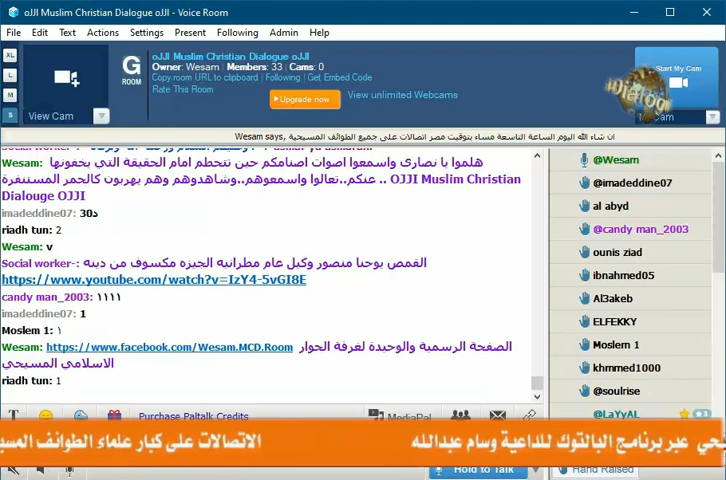 oJJI Muslim Christian Dialogue oJJI - Voice Room
File Edit Text Actions Settings Present Following Admin Help
XL
L
M
S
View Cam
G
ROOM
oJJI Muslim Christian Dialogue oJJI
Owner: Wesam | Members: 33 | Cams: 0
Copy room URL to clipboard | Following | Get Embed Code
Rate This Room
Upgrade now
View unlimited Webcams
Start My Cam
Dialog
Wesam says, ان شاء الله اليوم الساعة التاسعة مساء بتوقيت مصر اتصالات على جميع الطوائف المسيحية
Wesam: هلموا يا نصارى واسمعوا اصوات اصنامكم حين تتحطم امام الحقيقة التي يخفونها
عنكم..تعالوا واسمعوهم..وشاهدوهم وهم يهربون كالحمر المستنفرة .. OJJI Muslim Christian
Dialouge OJJI
imadeddine07: 30د
riadh tun: 2
Wesam: v
Social worker-: القمص يوحنا منصور وكيل عام مطرانيه الجيزه مكسوف من دينه
https://www.youtube.com/watch?v=IzY4-5vGI8E
candy man_2003: ١١١١
imadeddine07: 1
Moslem 1: ١
Wesam: https://www.facebook.com/Wesam.MCD.Room الصفحة الرسمية والوحيدة لغرفة الحوار
الاسلامي المسيحي
riadh tun: 1
@Wesam
@imadeddine07
al abyd
@candy man_2003
ounis ziad
ibnahmed05
Al3akeb
ELFEKKY
Moslem 1
khmmed1000
@soulrise
@LaYyAL
Purchase Paltalk Credits
MediaPal
عبر برنامج البالتوك للداعية وسام عبدالله
الاتصالات على كبار علماء الطوائف
Hold to Talk
Hand Raised